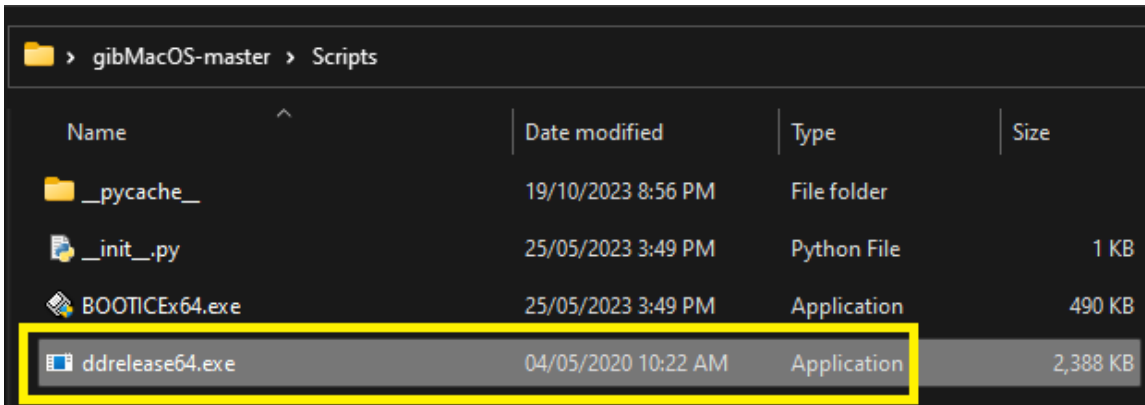 › gibMacOS-master › Scripts
Name Date modified Type Size
__pycache__ 19/10/2023 8:56 PM File folder
__init__.py 25/05/2023 3:49 PM Python File 1 KB
BOOTICEx64.exe 25/05/2023 3:49 PM Application 490 KB
ddrelease64.exe 04/05/2020 10:22 AM Application 2,388 KB